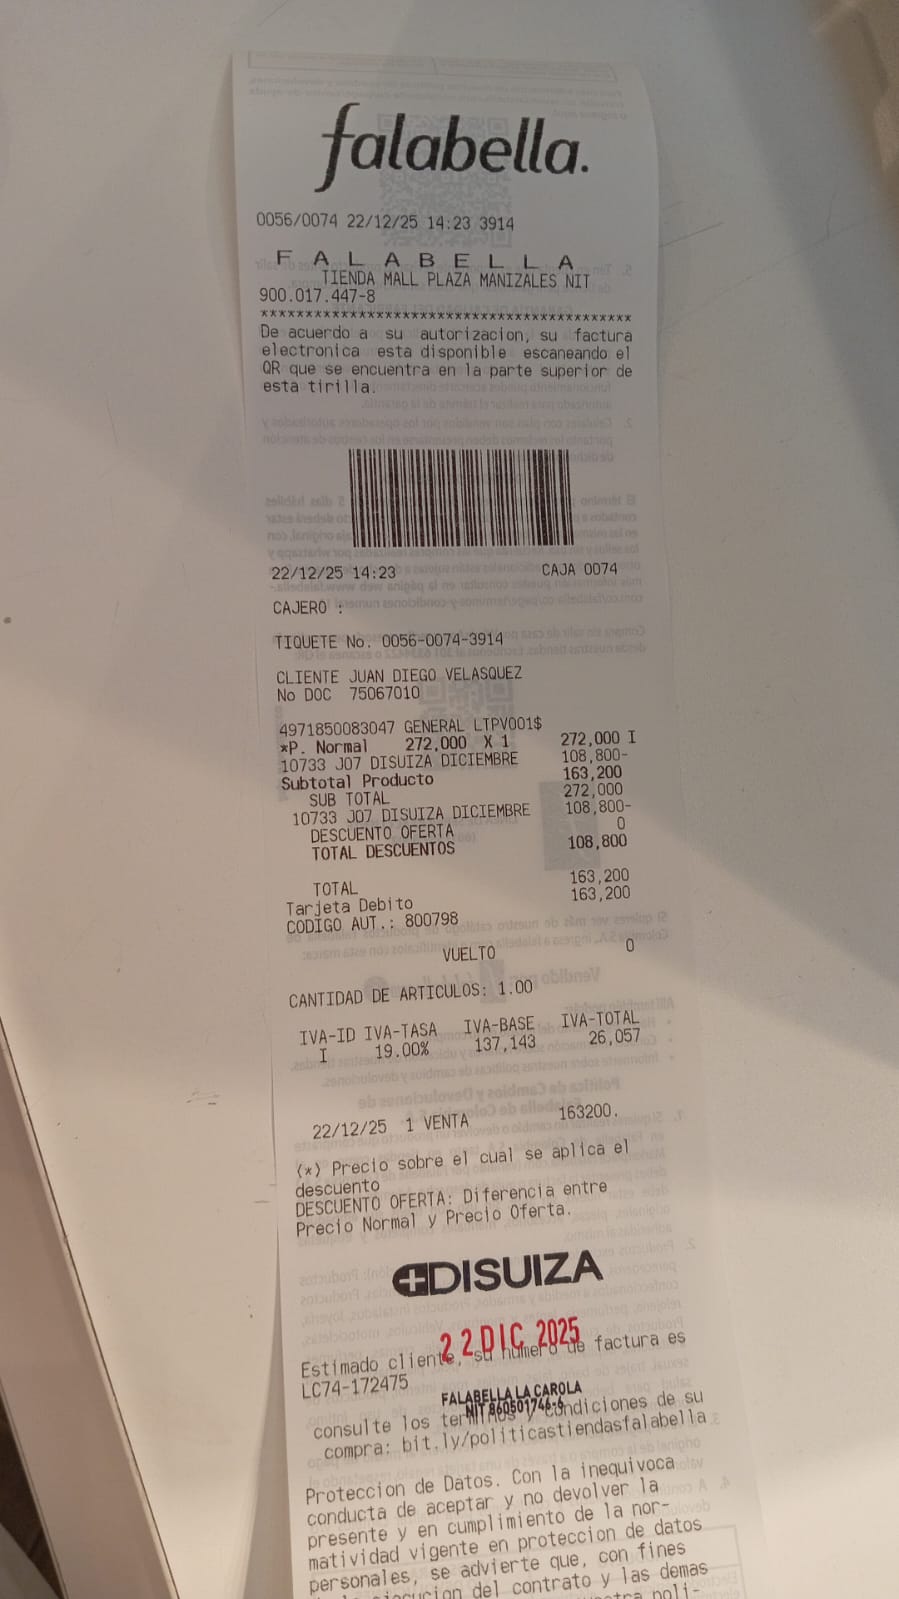 falabella.
0056/0074 22/12/25 14:23 3914
F A L A B E L L A
TIENDA MALL PLAZA MANIZALES NIT
900.017.447-8
******************************************
De acuerdo a su autorizacion, su factura
electronica esta disponible escaneando el
QR que se encuentra en la parte superior de
esta tirilla.
22/12/25 14:23 CAJA 0074
CAJERO :
TIQUETE No. 0056-0074-3914
CLIENTE JUAN DIEGO VELASQUEZ
No DOC 75067010
4971850083047 GENERAL LTPV001$
*P. Normal 272,000 X 1 272,000 I
10733 J07 DISUIZA DICIEMBRE 108,800-
Subtotal Producto 163,200
SUB TOTAL 272,000
10733 J07 DISUIZA DICIEMBRE 108,800-
DESCUENTO OFERTA 0
TOTAL DESCUENTOS 108,800
TOTAL 163,200
Tarjeta Debito 163,200
CODIGO AUT.: 800798
VUELTO 0
CANTIDAD DE ARTICULOS: 1.00
IVA-ID IVA-TASA IVA-BASE IVA-TOTAL
I 19.00% 137,143 26,057
22/12/25 1 VENTA 163200.
(*) Precio sobre el cual se aplica el
descuento
DESCUENTO OFERTA: Diferencia entre
Precio Normal y Precio Oferta.
DISUIZA
22 DIC 2025
Estimado cliente, su numero de factura es
LC74-172475
FALABELLA LA CAROLA
NIT 860501746-6
consulte los terminos y condiciones de su
compra: bit.ly/politicastiendasfalabella
Proteccion de Datos. Con la inequivoca
conducta de aceptar y no devolver la
presente y en cumplimiento de la nor-
matividad vigente en proteccion de datos
personales, se advierte que, con fines
del contrato y las demas